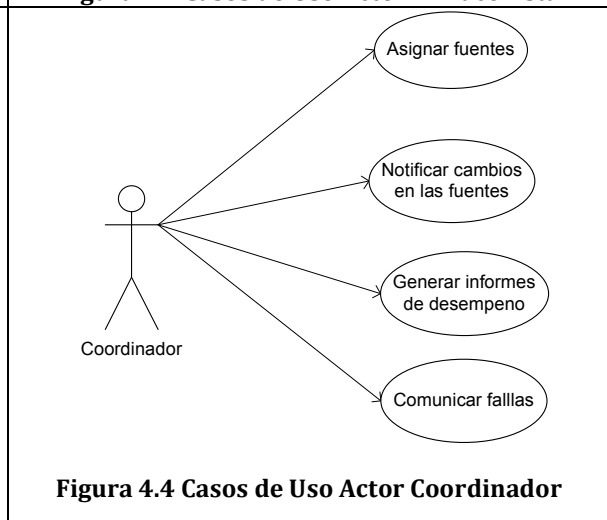 Asignar fuentes
Notificar cambios
en las fuentes
Generar informes
de desempeno
Coordinador
Comunicar falllas
Figura 4.4 Casos de Uso Actor Coordinador